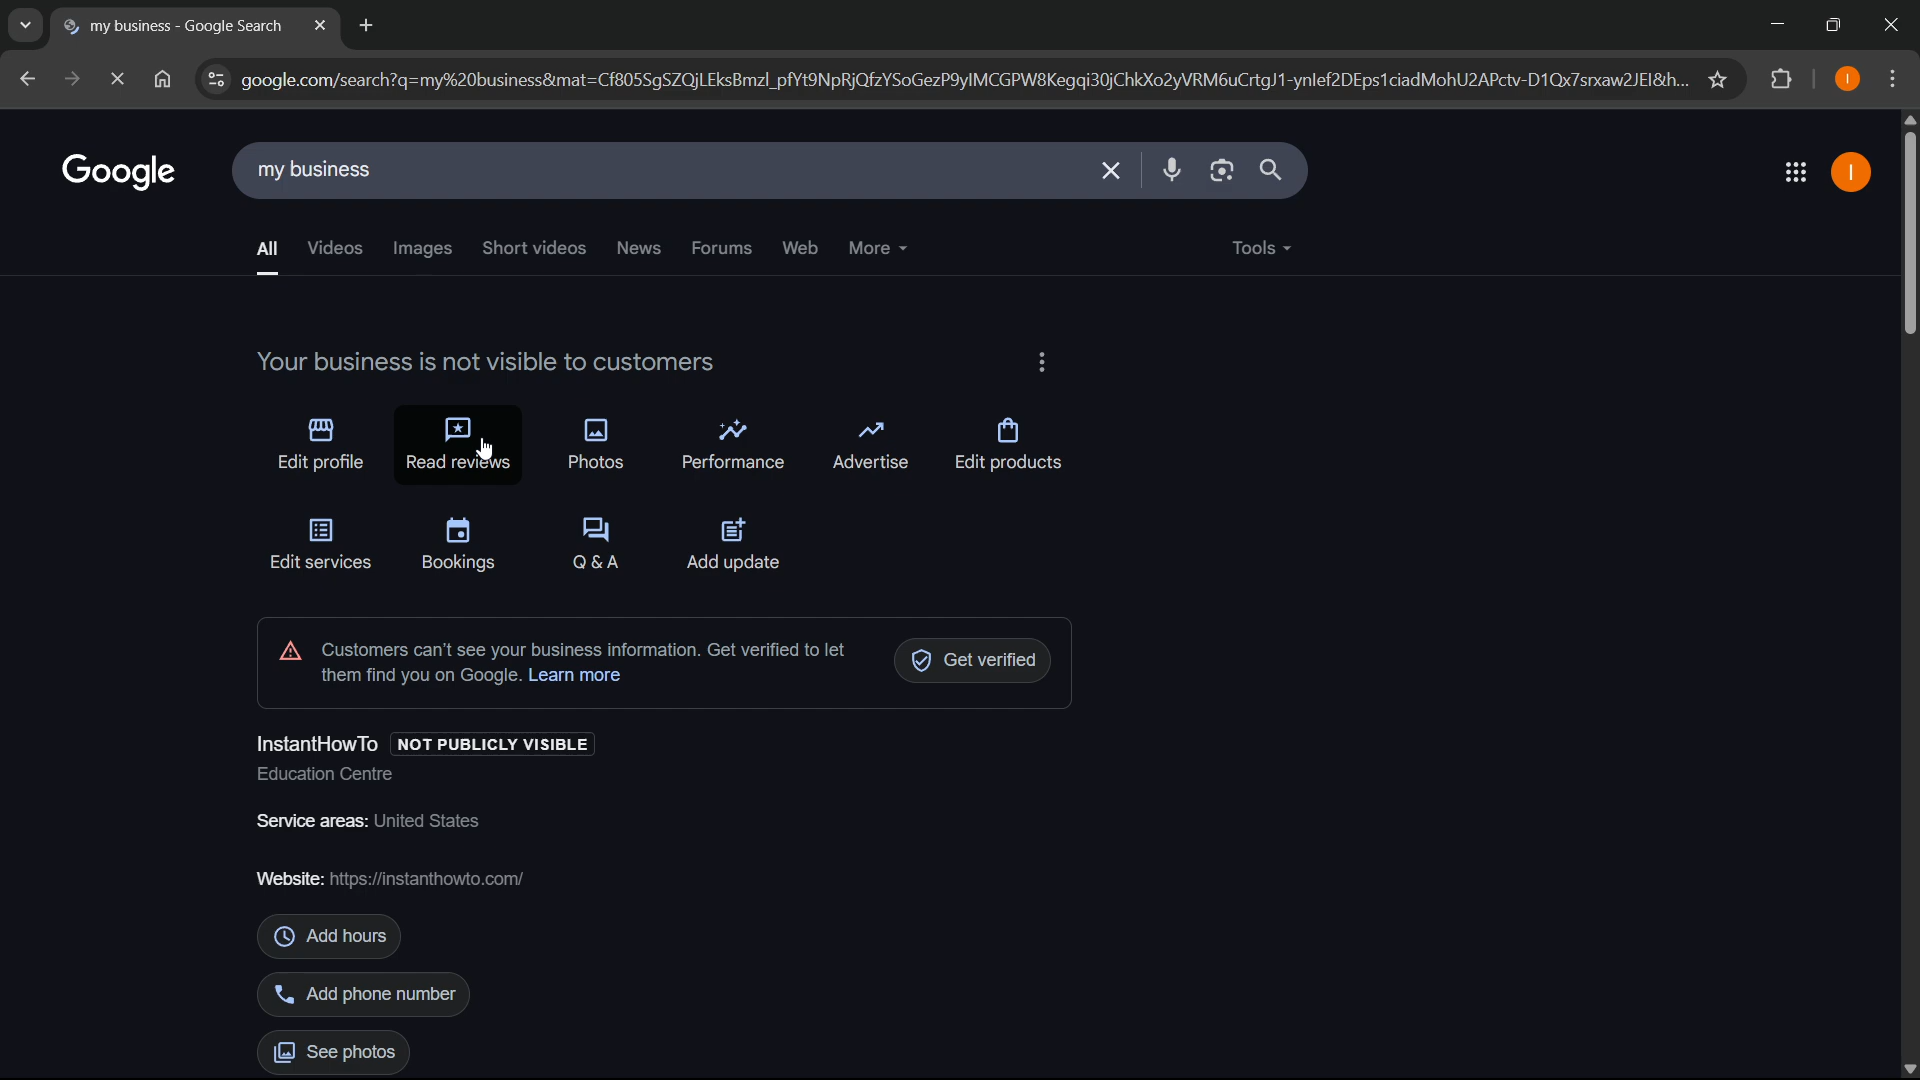 my business - Google Search
google.com/search?q=my%20business&mat=Cf805SgSZQjLEksBmzl_pfYt9NpRjQfzYSoGezP9yIMCGPW8Kegqi30jChkXo2yVRM6uCrtgJ1-ynlef2DEps1ciadMohU2APctv-D1Qx7srxaw2JEI&h...
I
Google
my business
I
All Videos Images Short videos News Forums Web More Tools
Your business is not visible to customers
Edit profile Read reviews Photos Performance Advertise Edit products
Edit services Bookings Q & A Add update
Customers can't see your business information. Get verified to let
them find you on Google. Learn more
Get verified
InstantHowTo NOT PUBLICLY VISIBLE
Education Centre
Service areas: United States
Website: https://instanthowto.com/
Add hours
Add phone number
See photos